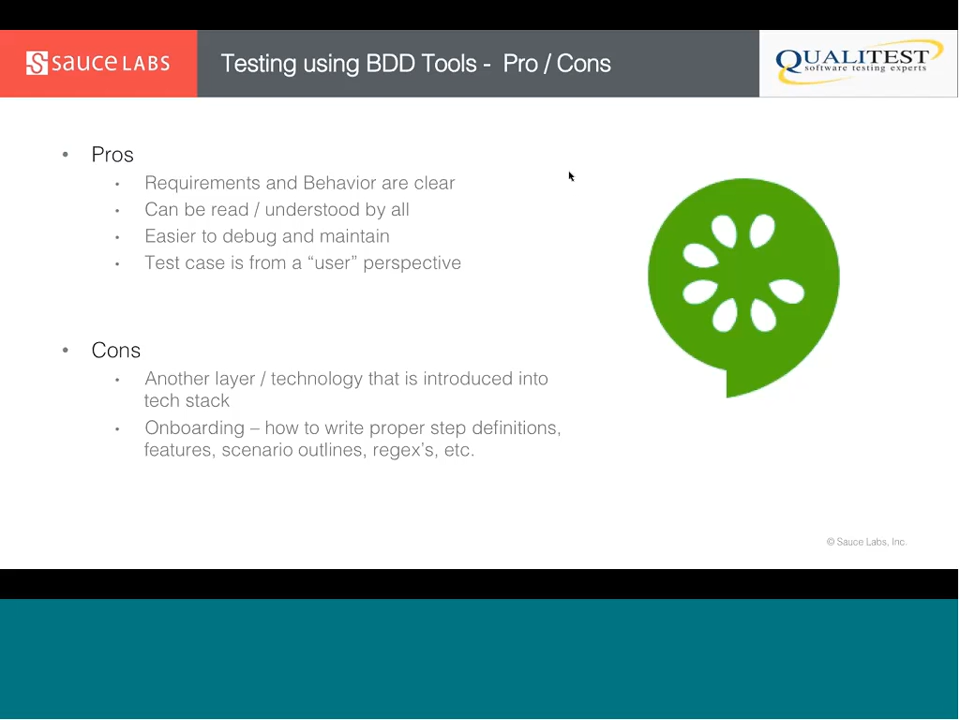 SAUCE LABS
Testing using BDD Tools - Pro / Cons
QUALITEST
software testing experts
• Pros
• Requirements and Behavior are clear
• Can be read / understood by all
• Easier to debug and maintain
• Test case is from a “user” perspective
• Cons
• Another layer / technology that is introduced into
tech stack
• Onboarding – how to write proper step definitions,
features, scenario outlines, regex’s, etc.
© Sauce Labs, Inc.